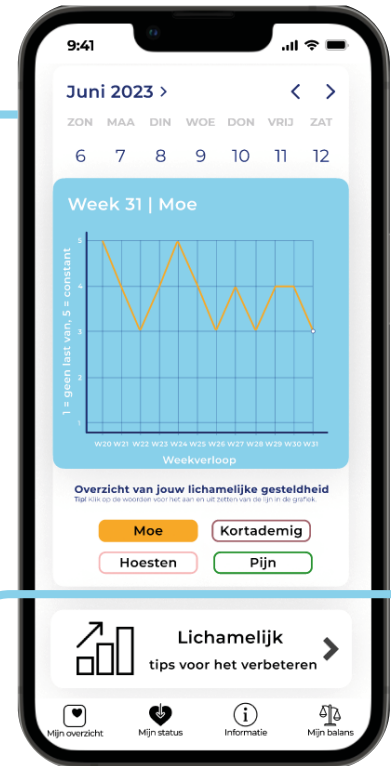 9:41
Juni 2023 >
< >
ZON MAA DIN WOE DON VRIJ ZAT
6 7 8 9 10 11 12
Week 31 | Moe
1 = geen last van, 5 = constant
5
4
3
2
1
W20 W21 W22 W23 W24 W25 W26 W27 W28 W29 W30 W31
Weekverloop
Overzicht van jouw lichamelijke gesteldheid
Tip! Klik op de woorden voor het aan en uit zetten van de lijn in de grafiek.
Moe Kortademig
Hoesten Pijn
Lichamelijk
tips voor het verbeteren
Mijn overzicht Mijn status Informatie Mijn balans